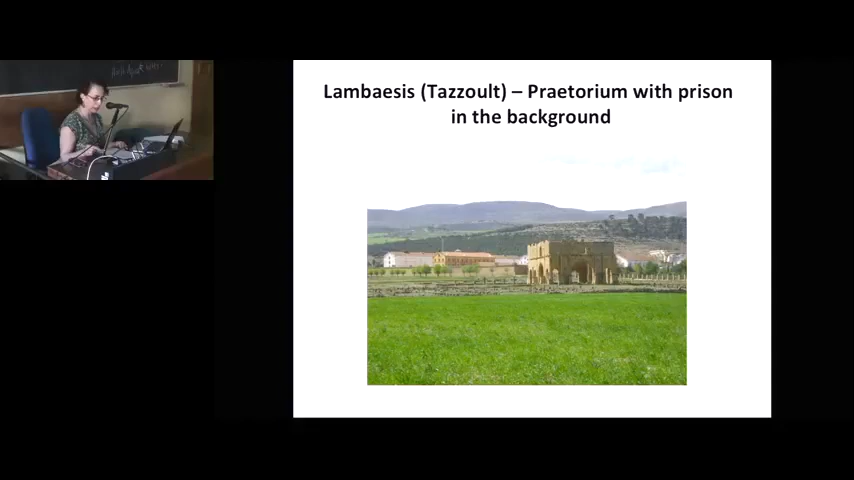 Lambaesis (Tazzoult) – Praetorium with prison
in the background